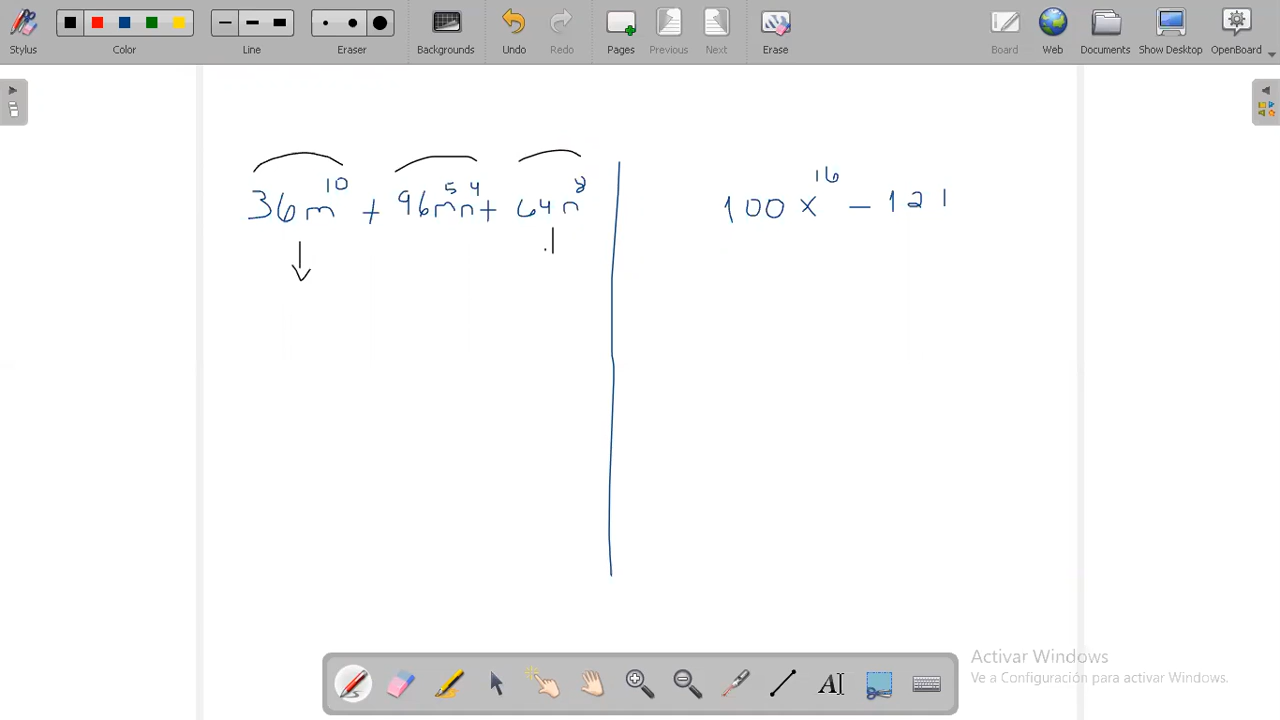 Stylus Color Line Eraser Backgrounds Undo Redo Pages Previous Next Erase Board Web Documents Show Desktop OpenBoard
36m¹⁰ + 96m⁵n⁴ + 64n⁸
100x¹⁶ − 121
Activar Windows
Ve a Configuración para activar Windows.